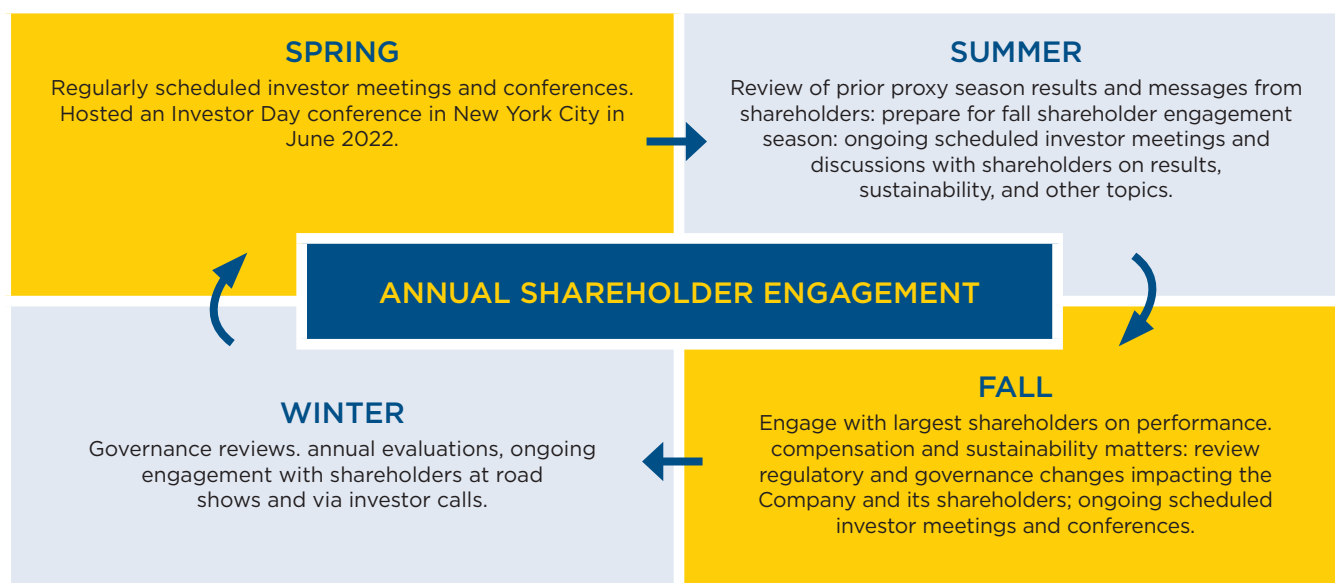 SPRING
Regularly scheduled investor meetings and conferences.
Hosted an Investor Day conference in New York City in
June 2022.
SUMMER
Review of prior proxy season results and messages from
shareholders: prepare for fall shareholder engagement
season: ongoing scheduled investor meetings and
discussions with shareholders on results,
sustainability, and other topics.
ANNUAL SHAREHOLDER ENGAGEMENT
WINTER
Governance reviews. annual evaluations, ongoing
engagement with shareholders at road
shows and via investor calls.
FALL
Engage with largest shareholders on performance.
compensation and sustainability matters: review
regulatory and governance changes impacting the
Company and its shareholders; ongoing scheduled
investor meetings and conferences.